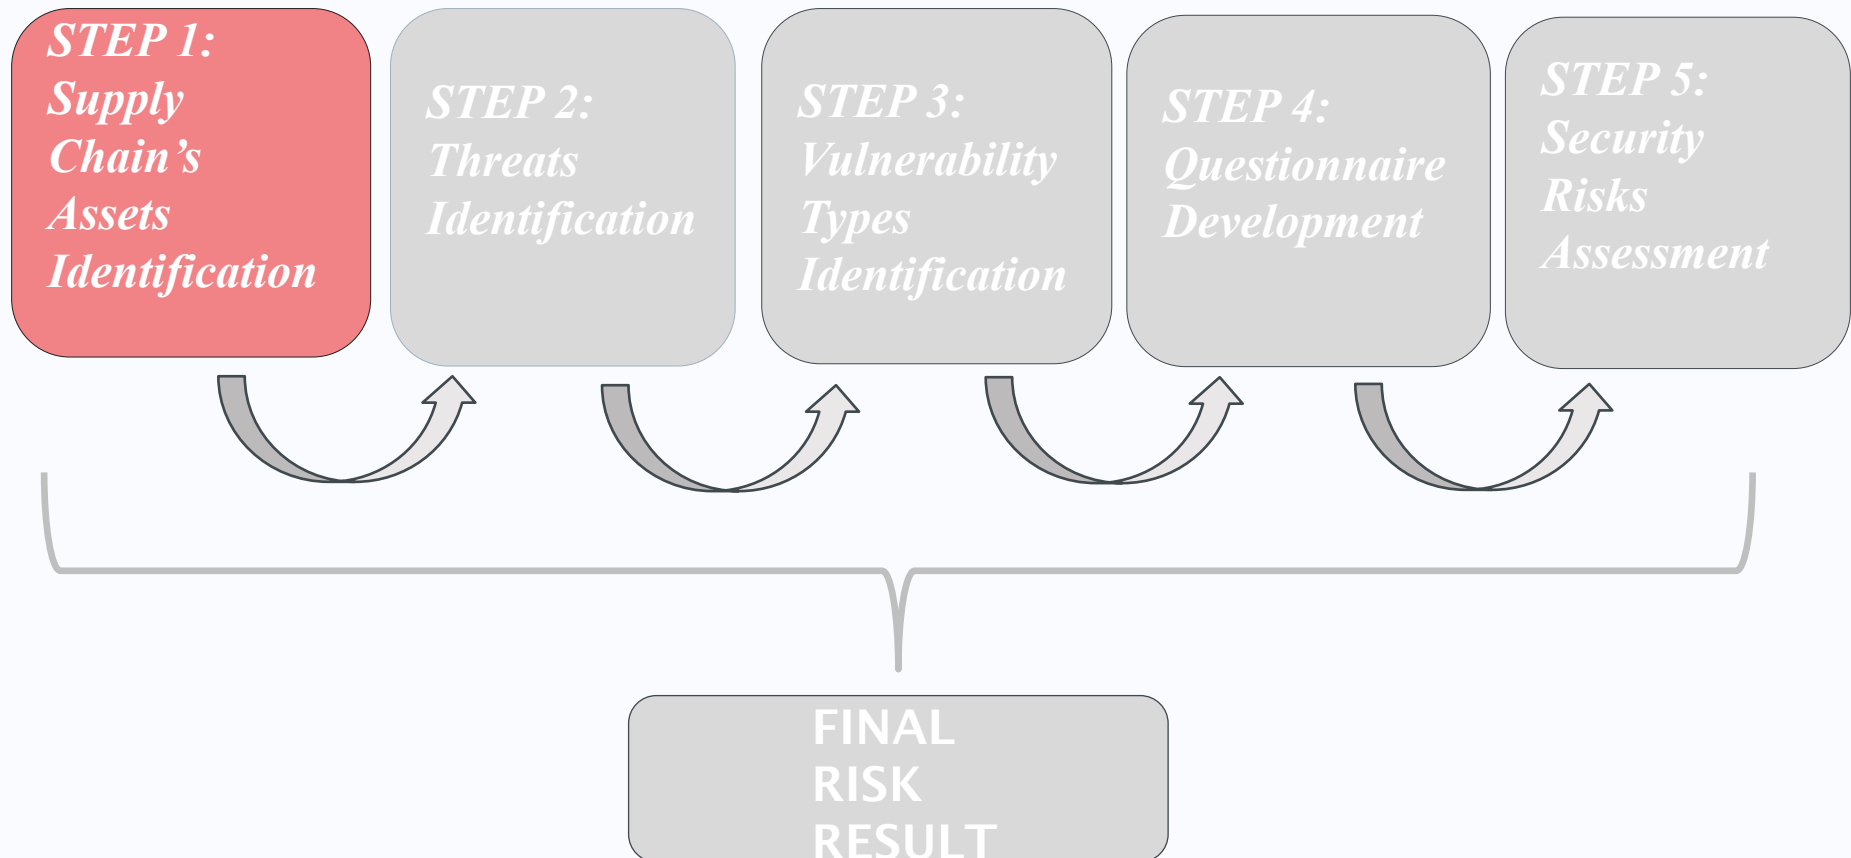 STEP 1:
Supply
Chain’s
Assets
Identification
STEP 2:
Threats
Identification
STEP 3:
Vulnerability
Types
Identification
STEP 4:
Questionnaire
Development
STEP 5:
Security
Risks
Assessment
FINAL
RISK
RESULT